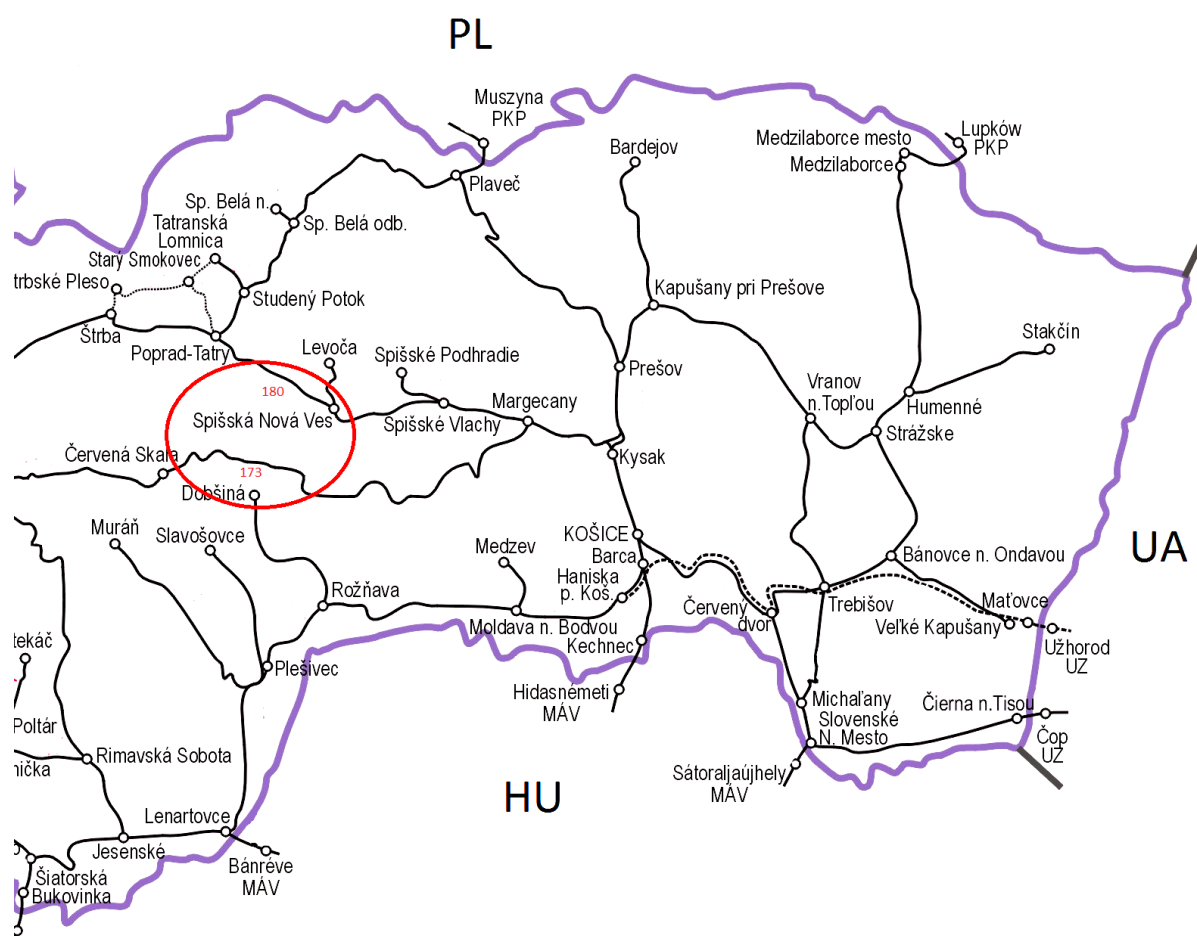 PL
Muszyna
PKP
Bardejov
Medzilaborce mesto
Medzilaborce
Lupków
PKP
Plaveč
Sp. Belá n.
Sp. Belá odb.
Tatranská
Lomnica
Starý Smokovec
trbské Pleso
Studený Potok
Kapušany pri Prešove
Štrba
Poprad-Tatry
Levoča
Spišské Podhradie
Prešov
Stakčín
Vranov
n.Topľou
Humenné
Strážske
180
Spišská Nová Ves
Spišské Vlachy
Margecany
Kysak
Červená Skala
173
Dobšiná
Muráň
Slavošovce
Medzev
KOŠICE
Barca
Haniska
p. Koš.
Bánovce n. Ondavou
UA
Rožňava
Moldava n. Bodvou
Kechnec
Červený
dvor
Trebišov
Maťovce
Veľké Kapušany
Užhorod
UZ
tekáč
Plešivec
Hidasnémeti
MÁV
Michaľany
Slovenské
N. Mesto
Čierna n.Tisou
Čop
UZ
Poltár
nička
Rimavská Sobota
Sátoraljaújhely
MÁV
HU
Lenartovce
Jesenské
Bánréve
MÁV
o
Šiatorská
Bukovinka